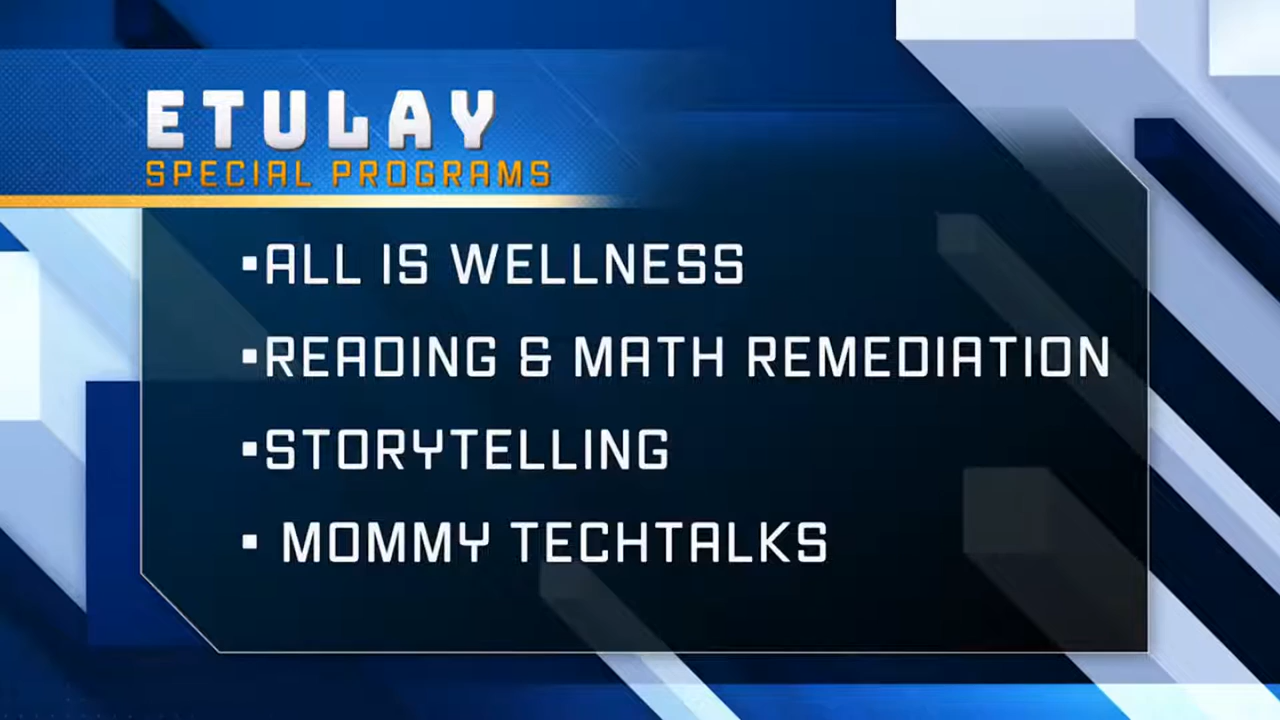 ETULAY
SPECIAL PROGRAMS
▪ALL IS WELLNESS
▪READING & MATH REMEDIATION
▪STORYTELLING
▪ MOMMY TECHTALKS